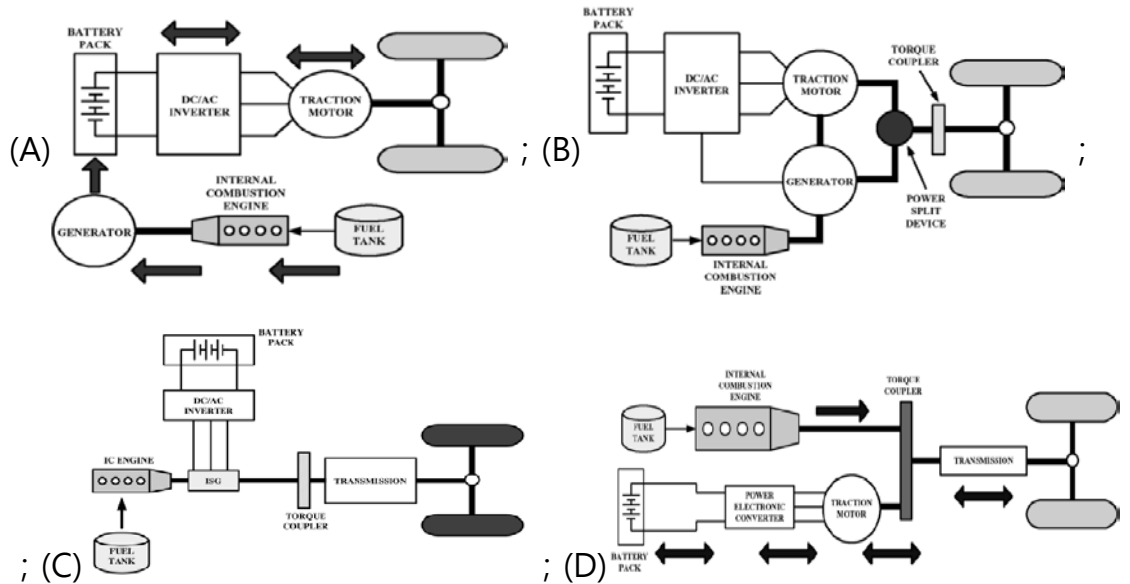 (A)
BATTERY
PACK
DC/AC
INVERTER
TRACTION
MOTOR
GENERATOR
INTERNAL
COMBUSTION
ENGINE
FUEL
TANK
; (B)
BATTERY
PACK
DC/AC
INVERTER
TRACTION
MOTOR
GENERATOR
TORQUE
COUPLER
POWER
SPLIT
DEVICE
FUEL
TANK
INTERNAL
COMBUSTION
ENGINE
;
; (C)
BATTERY
PACK
DC/AC
INVERTER
IC ENGINE
ISG
TRANSMISSION
TORQUE
COUPLER
FUEL
TANK
; (D)
INTERNAL
COMBUSTION
ENGINE
TORQUE
COUPLER
FUEL
TANK
TRANSMISSION
POWER
ELECTRONIC
CONVERTER
TRACTION
MOTOR
BATTERY
PACK